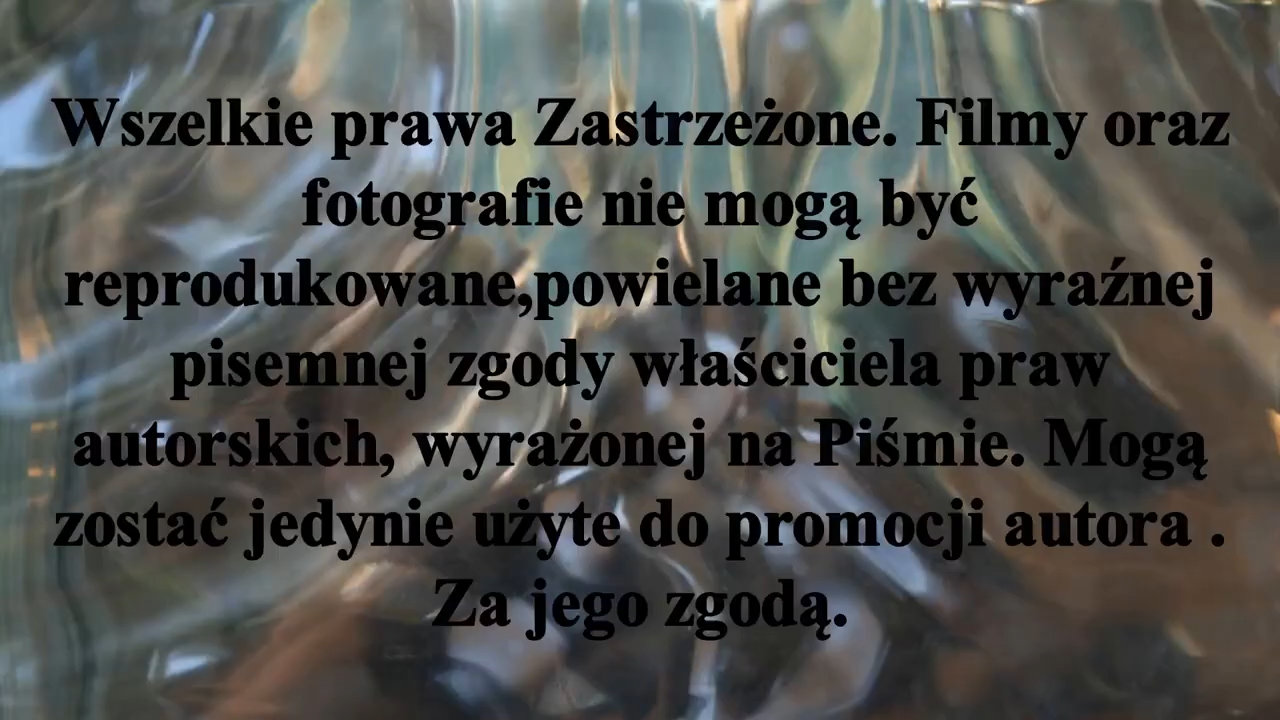 Wszelkie prawa Zastrzeżone. Filmy oraz
fotografie nie mogą być
reprodukowane,powielane bez wyraźnej
pisemnej zgody właściciela praw
autorskich, wyrażonej na Piśmie. Mogą
zostać jedynie użyte do promocji autora .
Za jego zgodą.